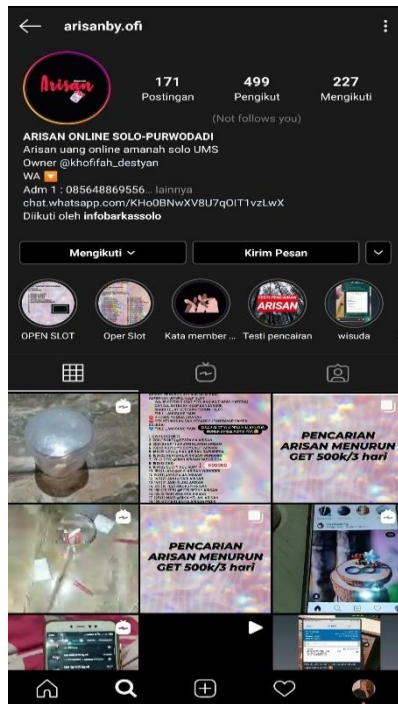 arisanby.ofi
Arisan
171
Postingan
499
Pengikut
227
Mengikuti
(Not follows you)
ARISAN ONLINE SOLO-PURWODADI
Arisan uang online amanah solo UMS
Owner @khofifah_destyan
WA
Adm 1 : 085648869556... lainnya
chat.whatsapp.com/KHo0BNwXV8U7qOIT1vzLwX
Diikuti oleh infobarkassolo
Mengikuti
Kirim Pesan
TESTI PENCAIRAN
ARISAN
OPEN SLOT
Oper Slot
Kata member ...
Testi pencairan
wisuda
PENCARIAN
ARISAN MENURUN
GET 500k/3 hari
PENCARIAN
ARISAN MENURUN
GET 500k/3 hari